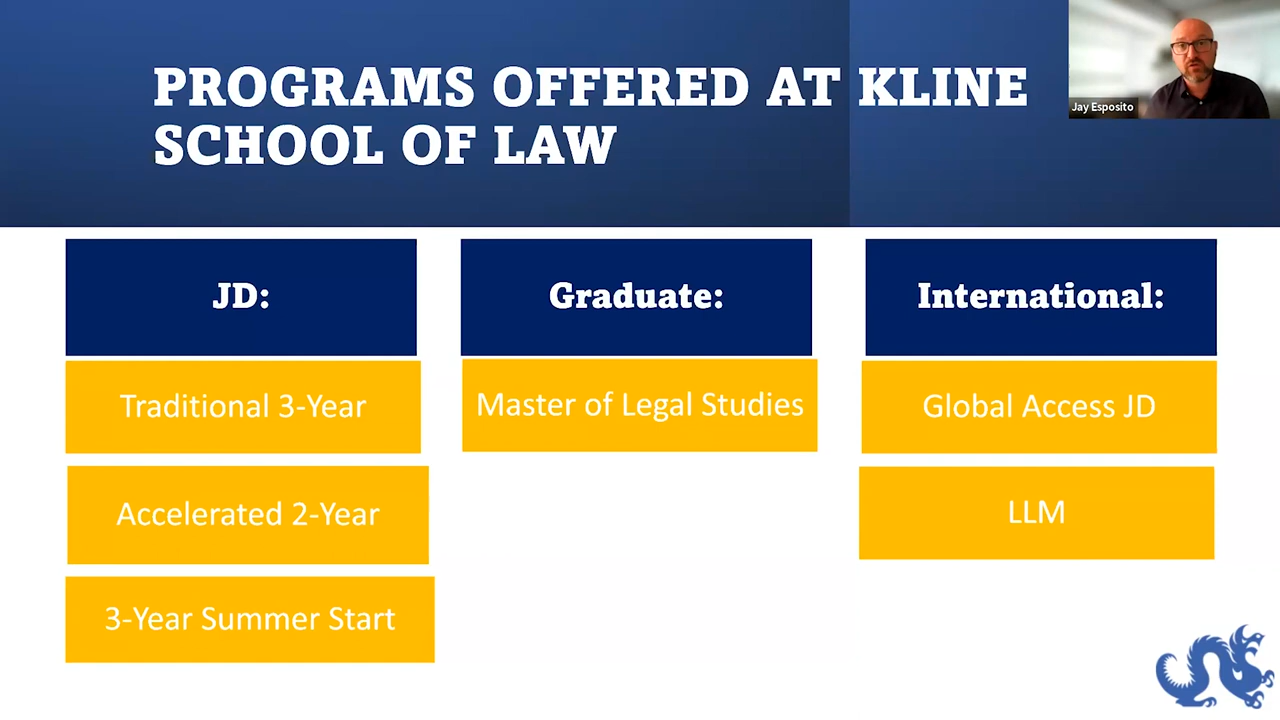 PROGRAMS OFFERED AT KLINE
SCHOOL OF LAW
Jay Esposito
JD:
Traditional 3-Year
Accelerated 2-Year
3-Year Summer Start
Graduate:
Master of Legal Studies
International:
Global Access JD
LLM